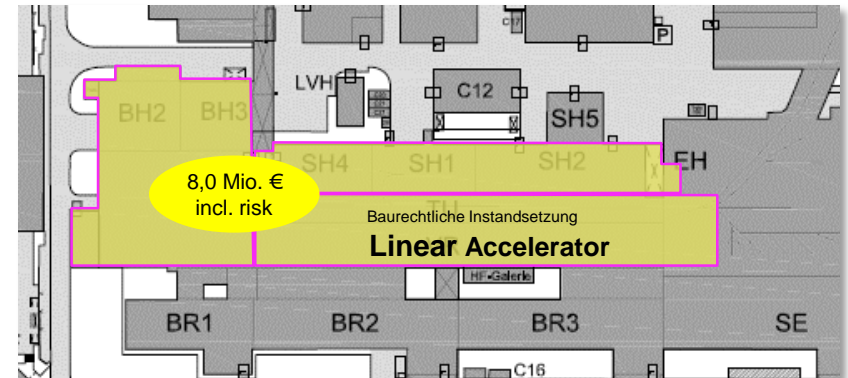 C17
P
LVH
C12
BH2
BH3
SH5
SH4
SH1
SH2
EH
8,0 Mio. €
incl. risk
TU
Baurechtliche Instandsetzung
Linear Accelerator
HF-Galerie
BR1
BR2
BR3
SE
C16